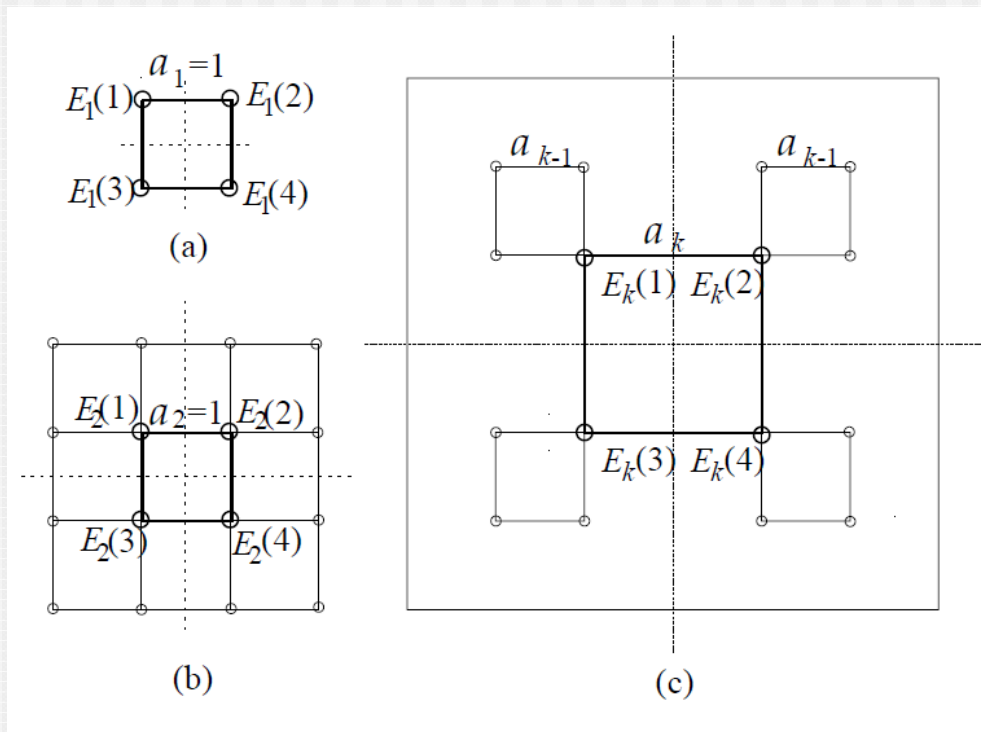 a₁=1
E₁(1) E₁(2)
E₁(3) E₁(4)
(a)
E₂(1) a₂=1 E₂(2)
E₂(3) E₂(4)
(b)
aₖ₋₁ aₖ₋₁
aₖ
Eₖ(1) Eₖ(2)
Eₖ(3) Eₖ(4)
(c)